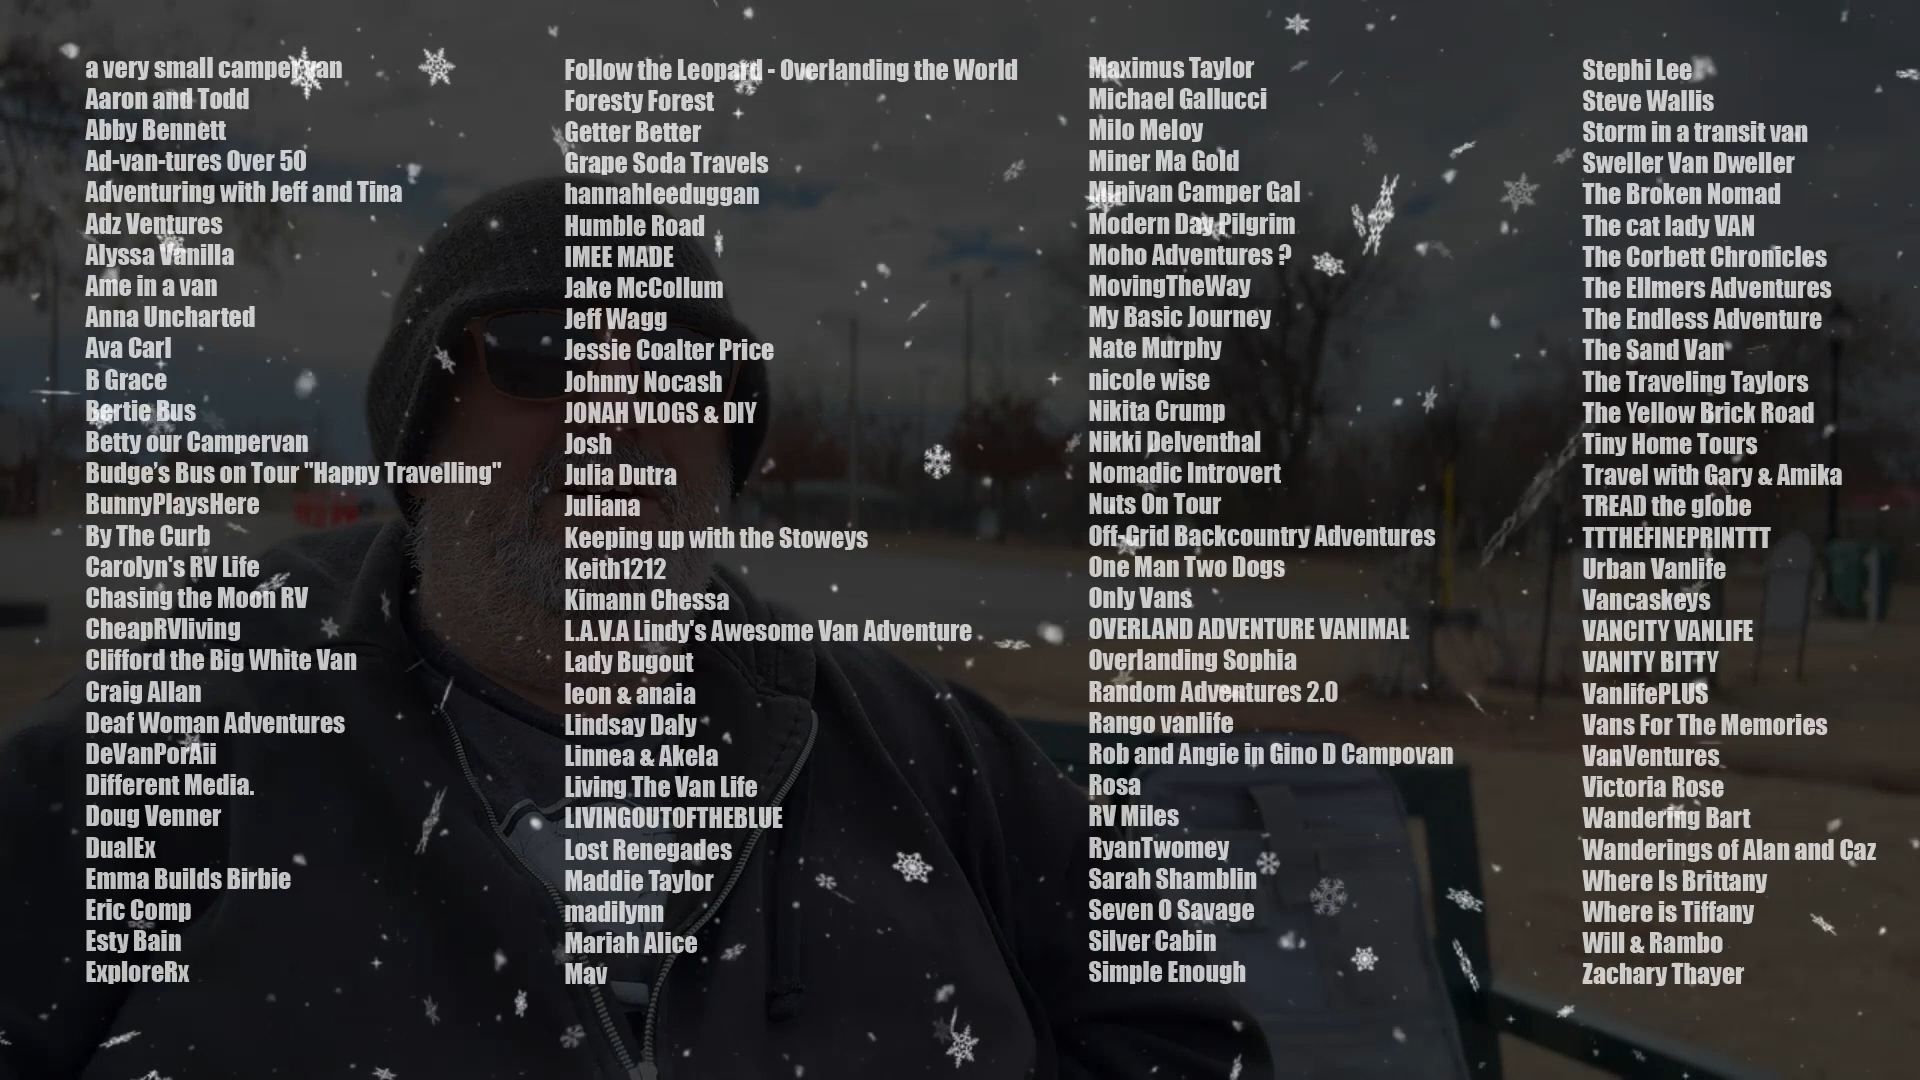 a very small camper van
Aaron and Todd
Abby Bennett
Ad-van-tures Over 50
Adventuring with Jeff and Tina
Adz Ventures
Alyssa Vanilla
Ame in a van
Anna Uncharted
Ava Carl
B Grace
Bertie Bus
Betty our Campervan
Budge's Bus on Tour "Happy Travelling"
BunnyPlaysHere
By The Curb
Carolyn's RV Life
Chasing the Moon RV
CheapRVliving
Clifford the Big White Van
Craig Allan
Deaf Woman Adventures
DeVanPorAii
Different Media.
Doug Venner
DualEx
Emma Builds Birbie
Eric Comp
Esty Bain
ExploreRx
Follow the Leopard - Overlanding the World
Foresty Forest
Getter Better
Grape Soda Travels
hannahleeduggan
Humble Road
IMEE MADE
Jake McCollum
Jeff Wagg
Jessie Coalter Price
Johnny Nocash
JONAH VLOGS & DIY
Josh
Julia Dutra
Juliana
Keeping up with the Stoweys
Keith1212
Kimann Chessa
L.A.V.A Lindy's Awesome Van Adventure
Lady Bugout
leon & anaia
Lindsay Daly
Linnea & Akela
Living The Van Life
LIVINGOUTOFTHEBLUE
Lost Renegades
Maddie Taylor
madilynn
Mariah Alice
Mav
Maximus Taylor
Michael Gallucci
Milo Meloy
Miner Ma Gold
Minivan Camper Gal
Modern Day Pilgrim
Moho Adventures ?
MovingTheWay
My Basic Journey
Nate Murphy
nicole wise
Nikita Crump
Nikki Delventhal
Nomadic Introvert
Nuts On Tour
Off-Grid Backcountry Adventures
One Man Two Dogs
Only Vans
OVERLAND ADVENTURE VANIMAL
Overlanding Sophia
Random Adventures 2.0
Rango vanlife
Rob and Angie in Gino D Campovan
Rosa
RV Miles
RyanTwomey
Sarah Shamblin
Seven O Savage
Silver Cabin
Simple Enough
Stephi Lee
Steve Wallis
Storm in a transit van
Sweller Van Dweller
The Broken Nomad
The cat lady VAN
The Corbett Chronicles
The Ellmers Adventures
The Endless Adventure
The Sand Van
The Traveling Taylors
The Yellow Brick Road
Tiny Home Tours
Travel with Gary & Amika
TREAD the globe
TTTHEFINEPRINTTT
Urban Vanlife
Vancaskeys
VANCITY VANLIFE
VANITY BITTY
VanlifePLUS
Vans For The Memories
VanVentures
Victoria Rose
Wandering Bart
Wanderings of Alan and Caz
Where Is Brittany
Where is Tiffany
Will & Rambo
Zachary Thayer